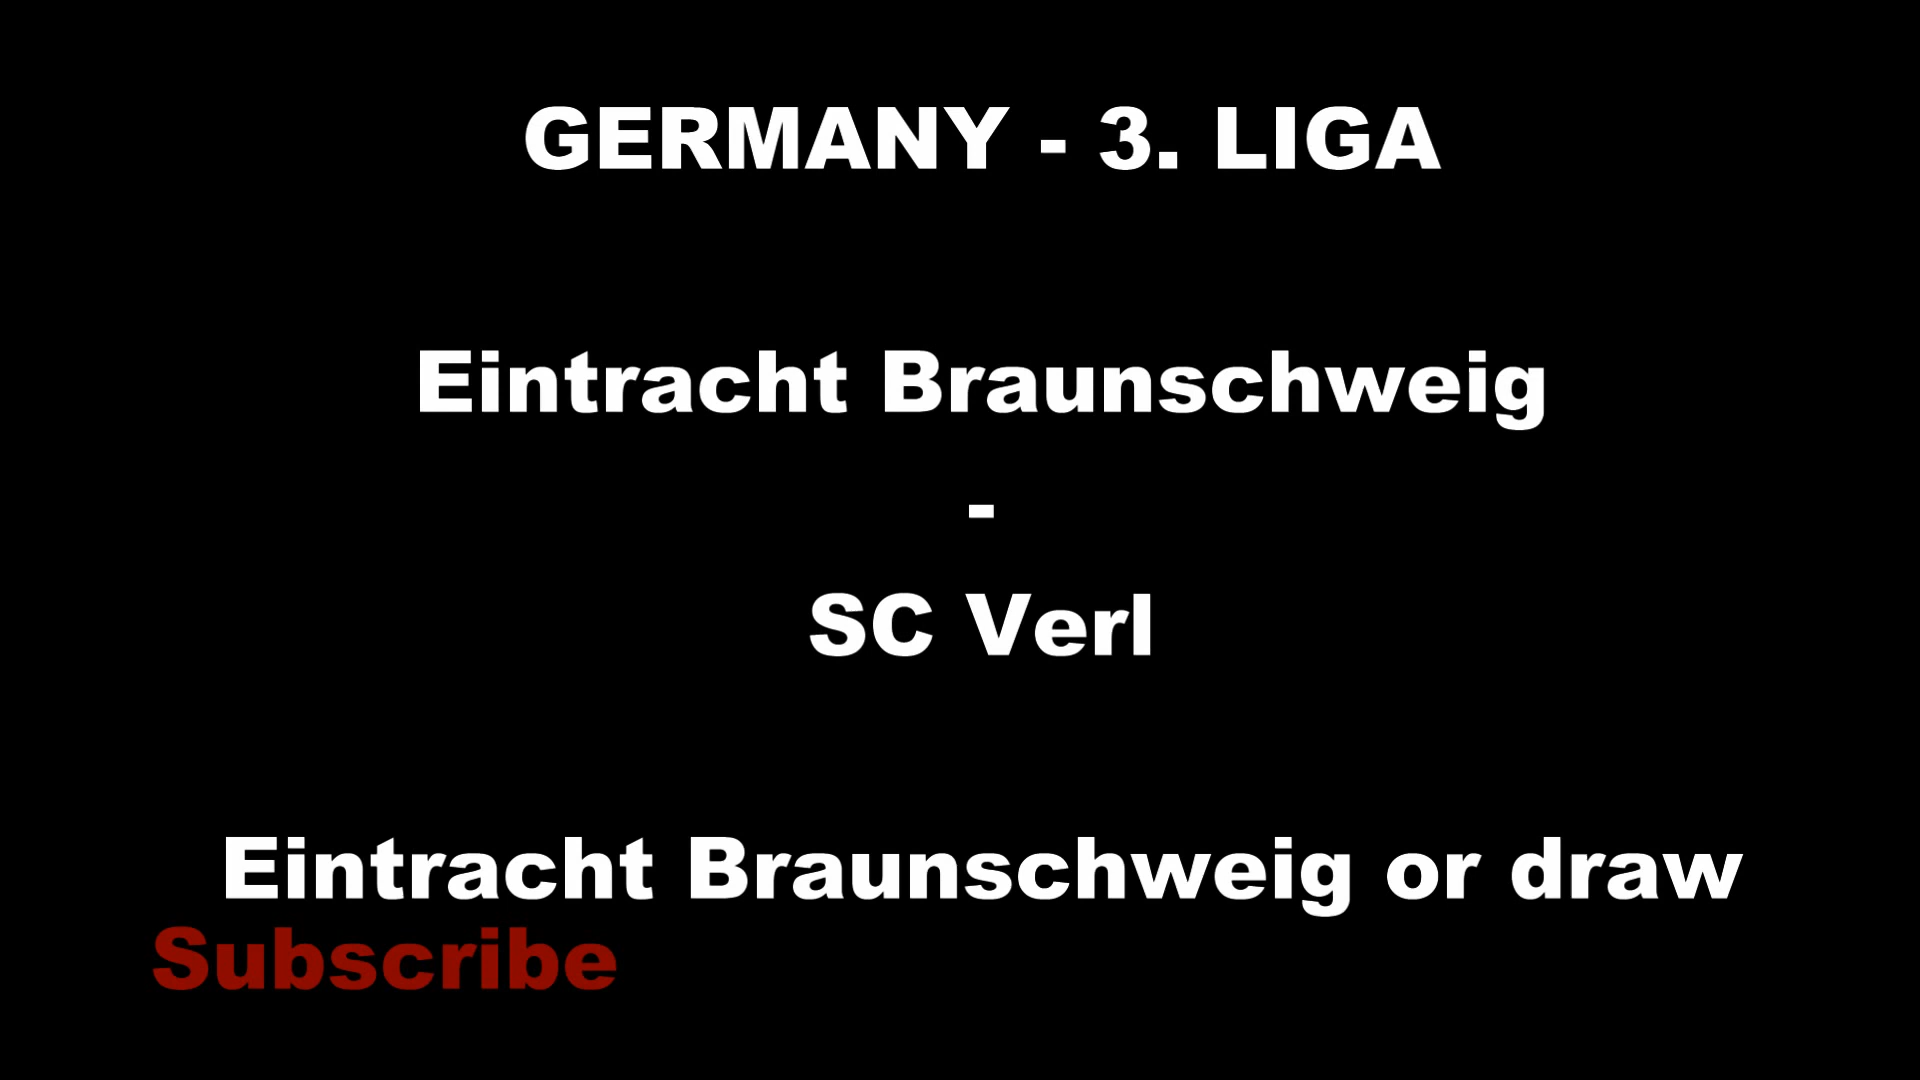 GERMANY - 3. LIGA
Eintracht Braunschweig
-
SC Verl
Eintracht Braunschweig or draw
Subscribe